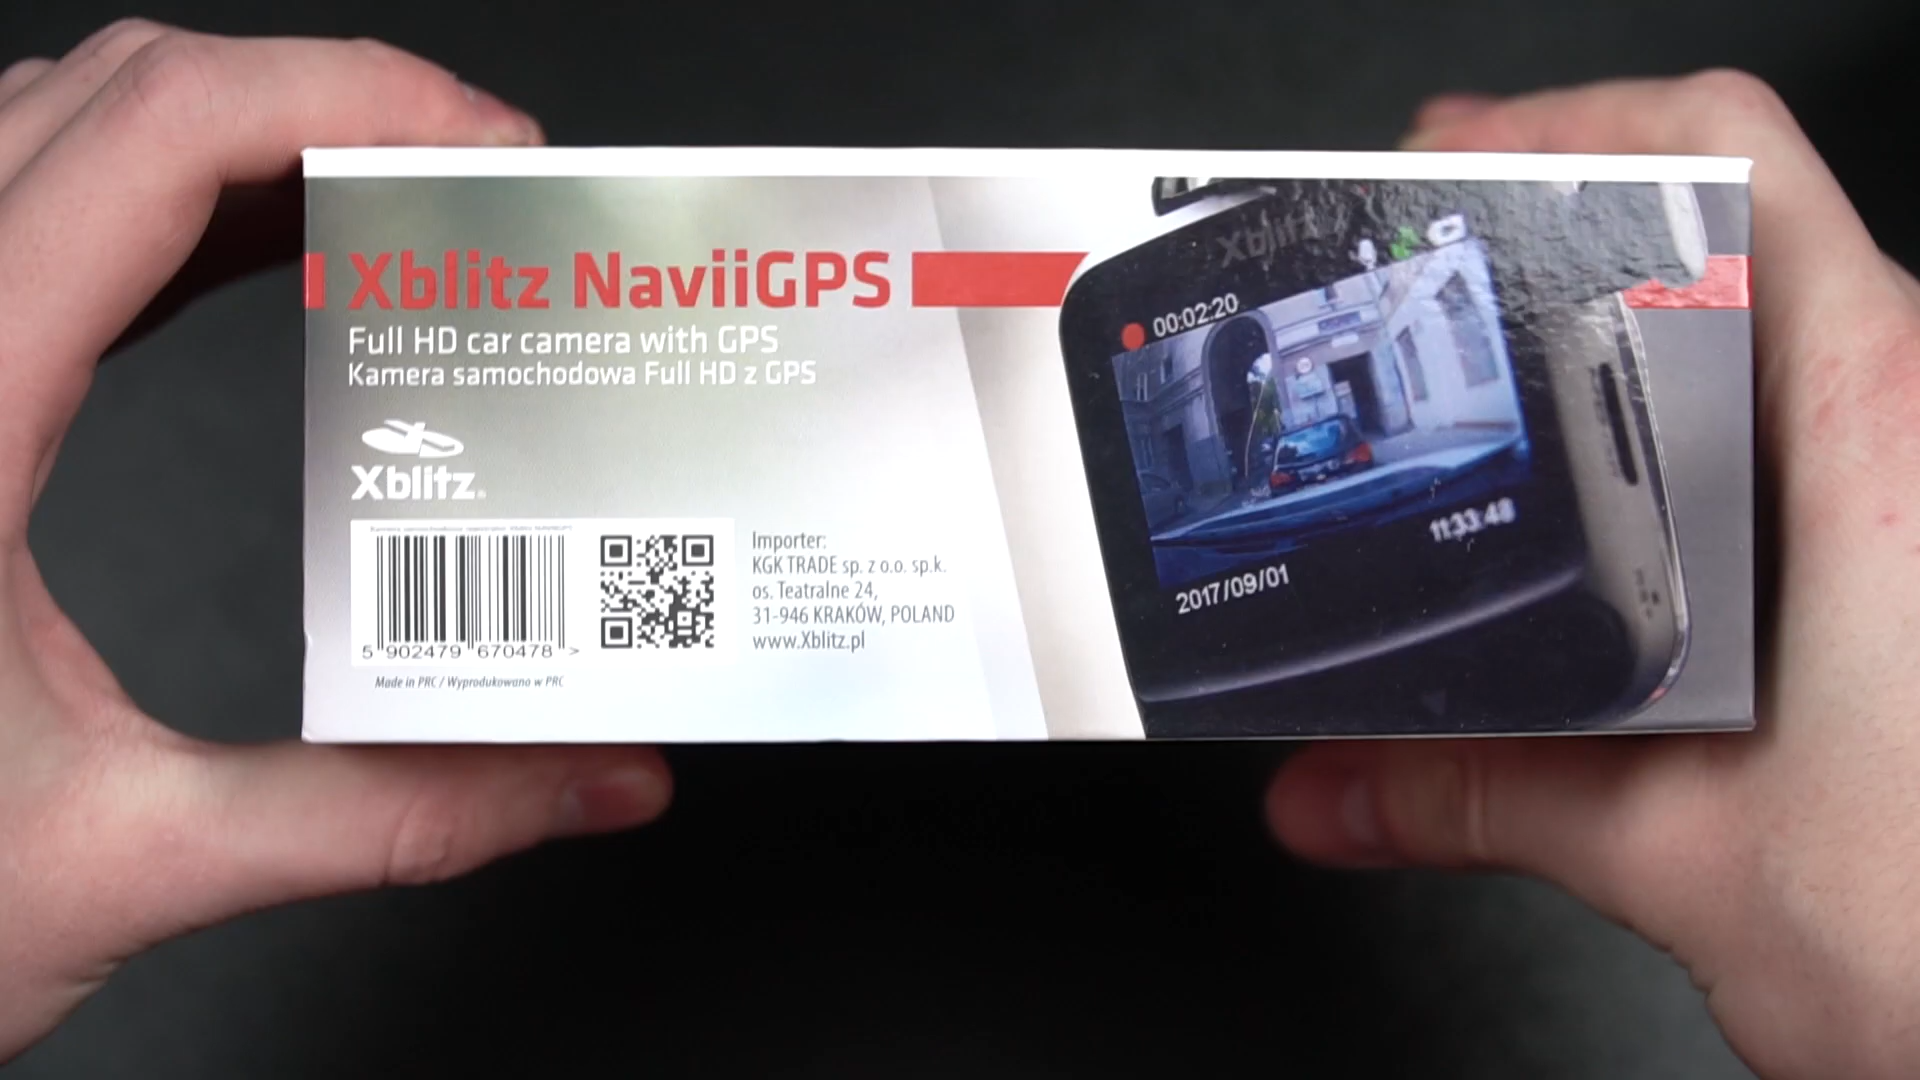 Xblitz NaviiGPS
Full HD car camera with GPS
Kamera samochodowa Full HD z GPS
Xblitz
5 902479 670478 >
Made in PRC / Wyprodukowano w PRC
Importer:
KGK TRADE sp. z o.o. sp.k.
os. Teatralne 24,
31-946 KRAKÓW, POLAND
www.Xblitz.pl
Xblitz
00:02:20
11:33:48
2017/09/01